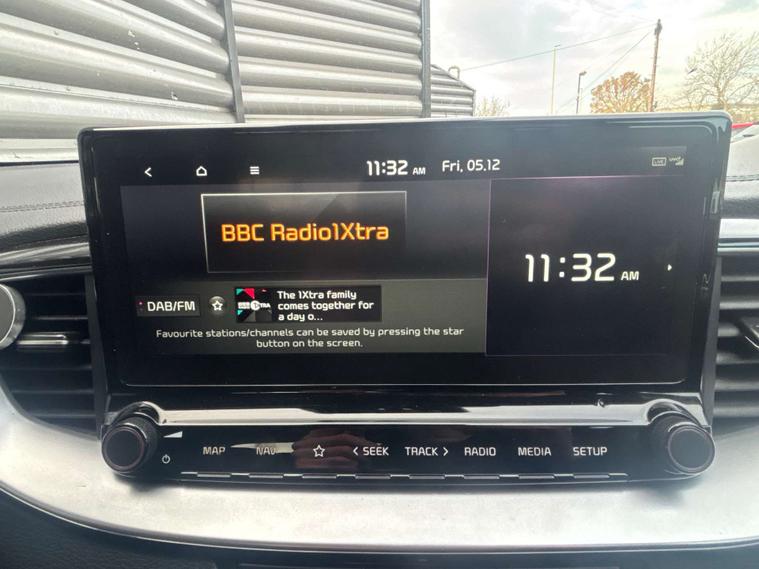 11:32 AM Fri, 05.12
LIVE
BBC Radio1Xtra
11:32 AM
DAB/FM
The 1Xtra family
comes together for
a day o...
Favourite stations/channels can be saved by pressing the star
button on the screen.
MAP NAV SEEK TRACK RADIO MEDIA SETUP